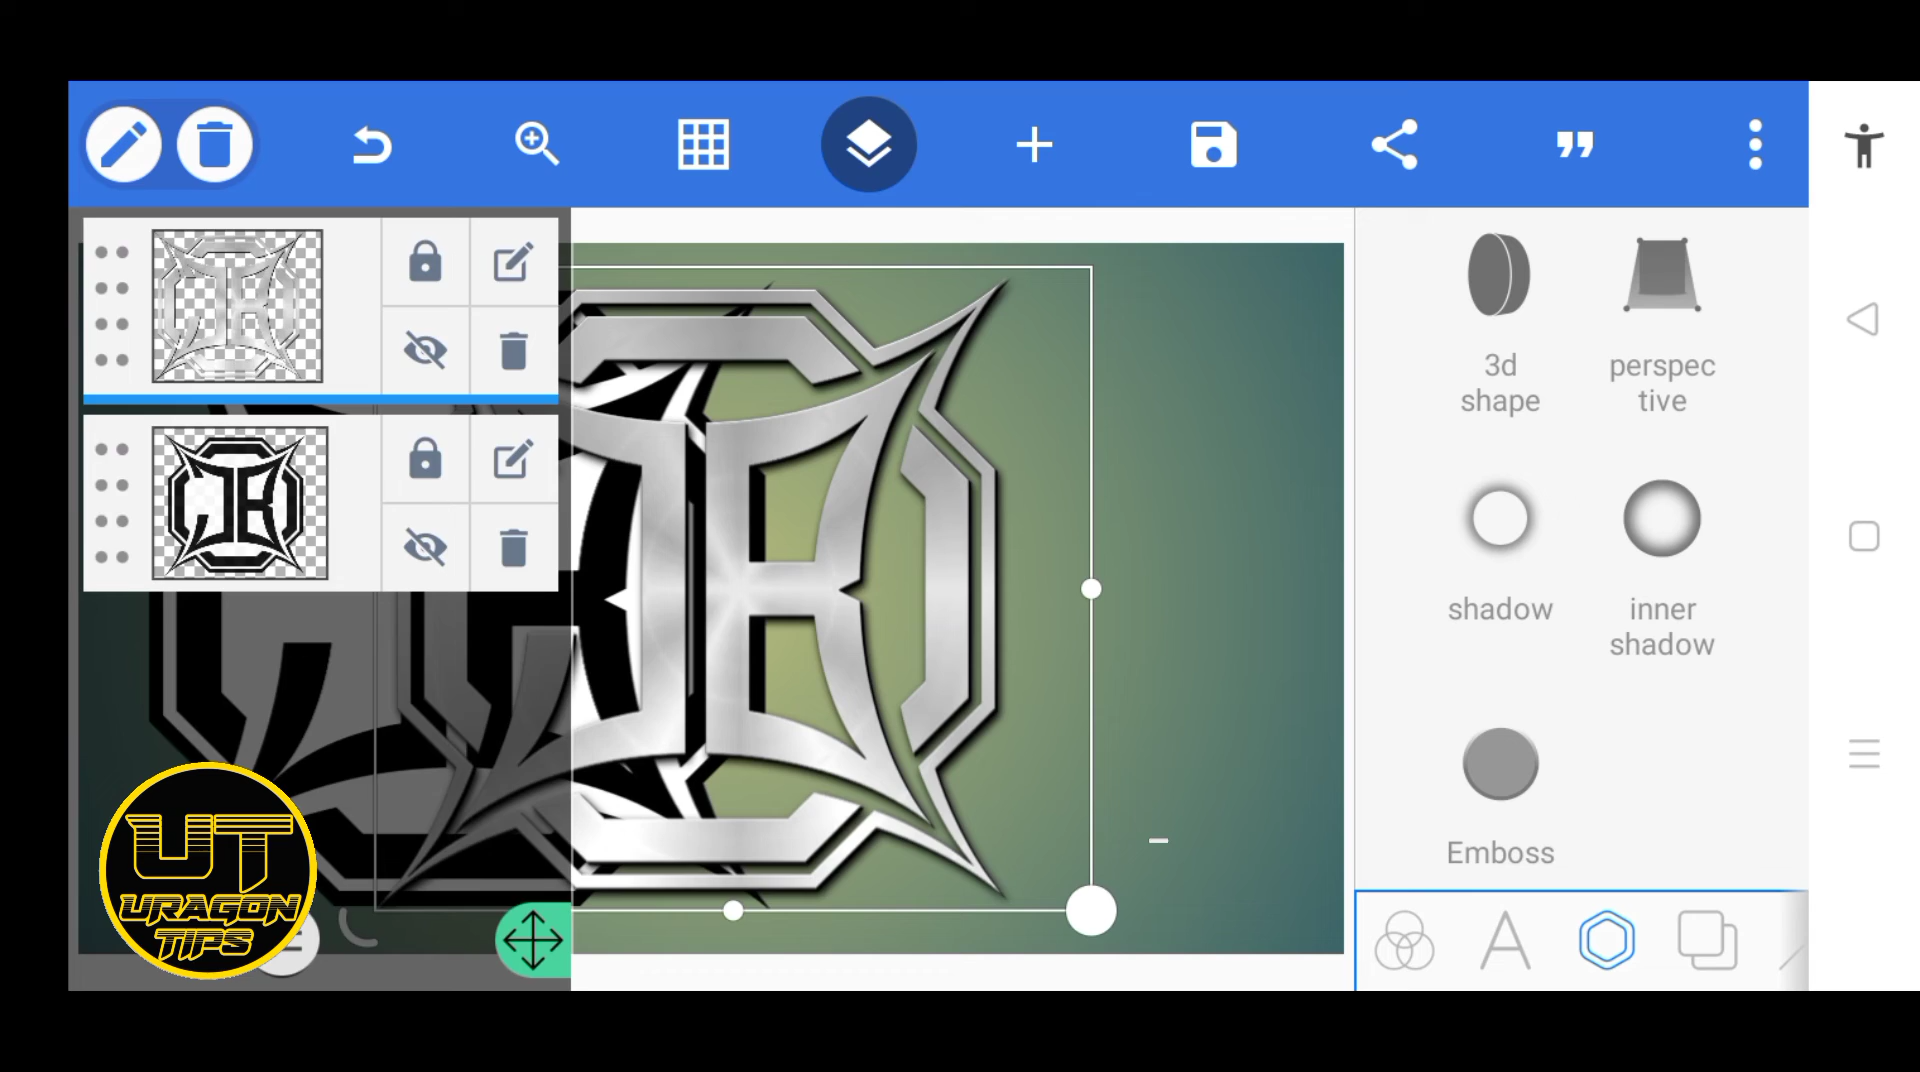 3d
shape
perspec
tive
shadow
inner
shadow
Emboss
UT
URAGON
TIPS